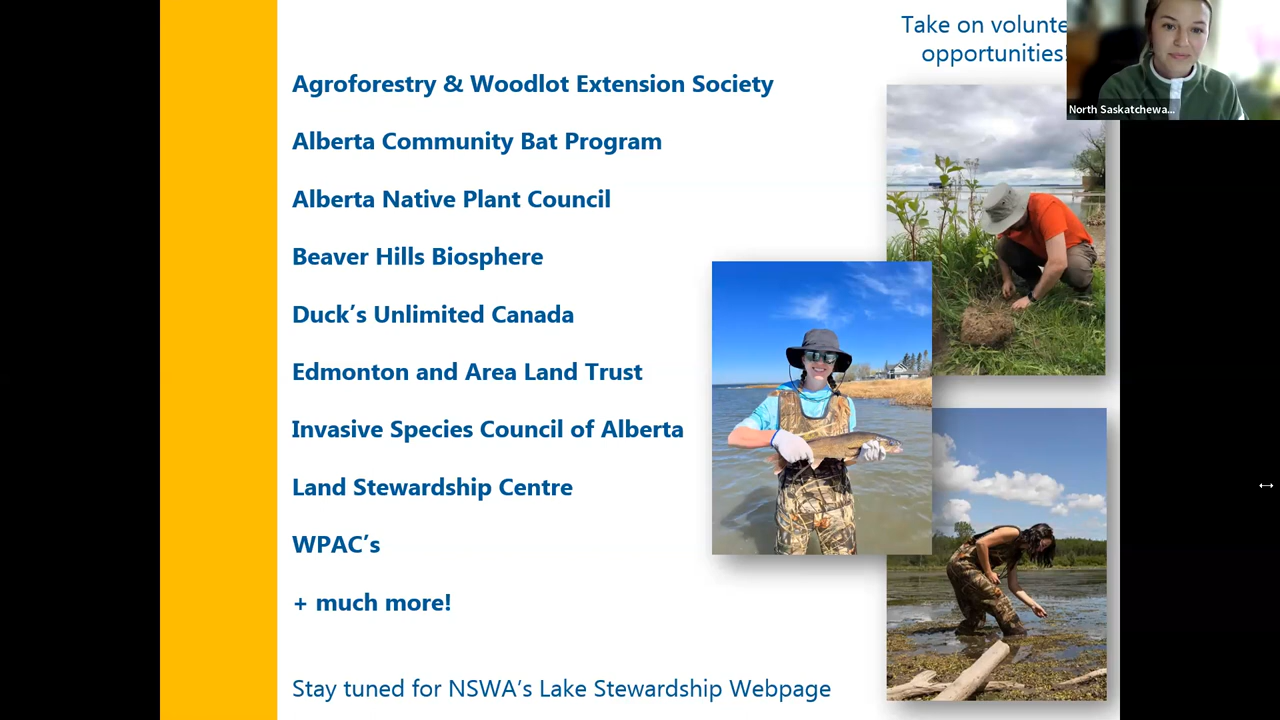 Take on volunte
opportunities!
North Saskatchewa...
Agroforestry & Woodlot Extension Society
Alberta Community Bat Program
Alberta Native Plant Council
Beaver Hills Biosphere
Duck’s Unlimited Canada
Edmonton and Area Land Trust
Invasive Species Council of Alberta
Land Stewardship Centre
WPAC’s
+ much more!
Stay tuned for NSWA’s Lake Stewardship Webpage